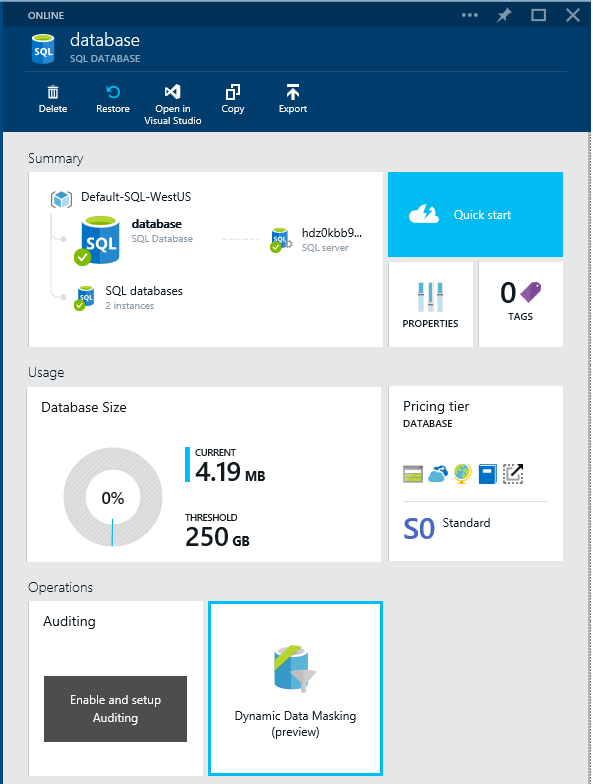 ONLINE
database
SQL DATABASE
SQL
Delete
Restore
Open in
Visual Studio
Copy
Export
Summary
Default-SQL-WestUS
database
SQL Database
SQL
hdz0kbb9...
SQL server
SQL
SQL databases
2 instances
SQL
Quick start
PROPERTIES
0
TAGS
Usage
Database Size
0%
CURRENT
4.19 MB
THRESHOLD
250 GB
Pricing tier
DATABASE
S0 Standard
Operations
Auditing
Enable and setup
Auditing
Dynamic Data Masking
(preview)